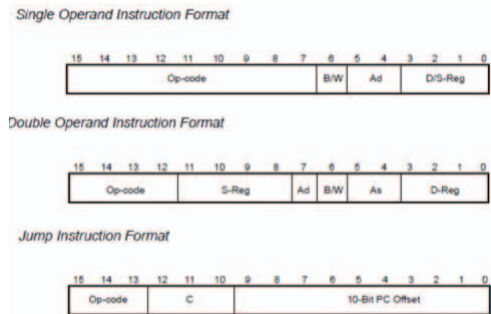 Single Operand Instruction Format
15 14 13 12 11 10 9 8 7 6 5 4 3 2 1 0
Op-code B/W Ad D/S-Reg
Double Operand Instruction Format
15 14 13 12 11 10 9 8 7 6 5 4 3 2 1 0
Op-code S-Reg Ad B/W As D-Reg
Jump Instruction Format
15 14 13 12 11 10 9 8 7 6 5 4 3 2 1 0
Op-code C 10-Bit PC Offset